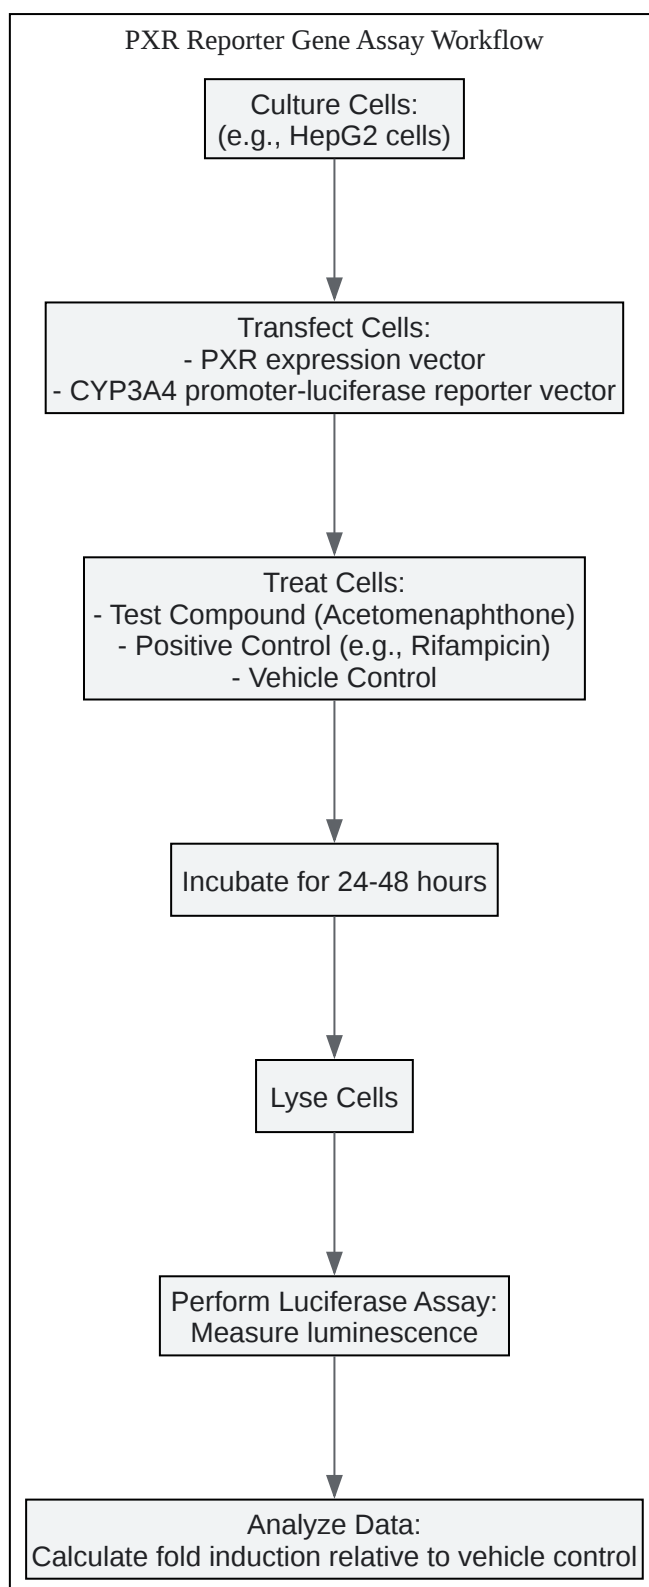 PXR Reporter Gene Assay Workflow
Culture Cells:
(e.g., HepG2 cells)
Transfect Cells:
- PXR expression vector
- CYP3A4 promoter-luciferase reporter vector
Treat Cells:
- Test Compound (Acetomenaphthone)
- Positive Control (e.g., Rifampicin)
- Vehicle Control
Incubate for 24-48 hours
Lyse Cells
Perform Luciferase Assay:
Measure luminescence
Analyze Data:
Calculate fold induction relative to vehicle control